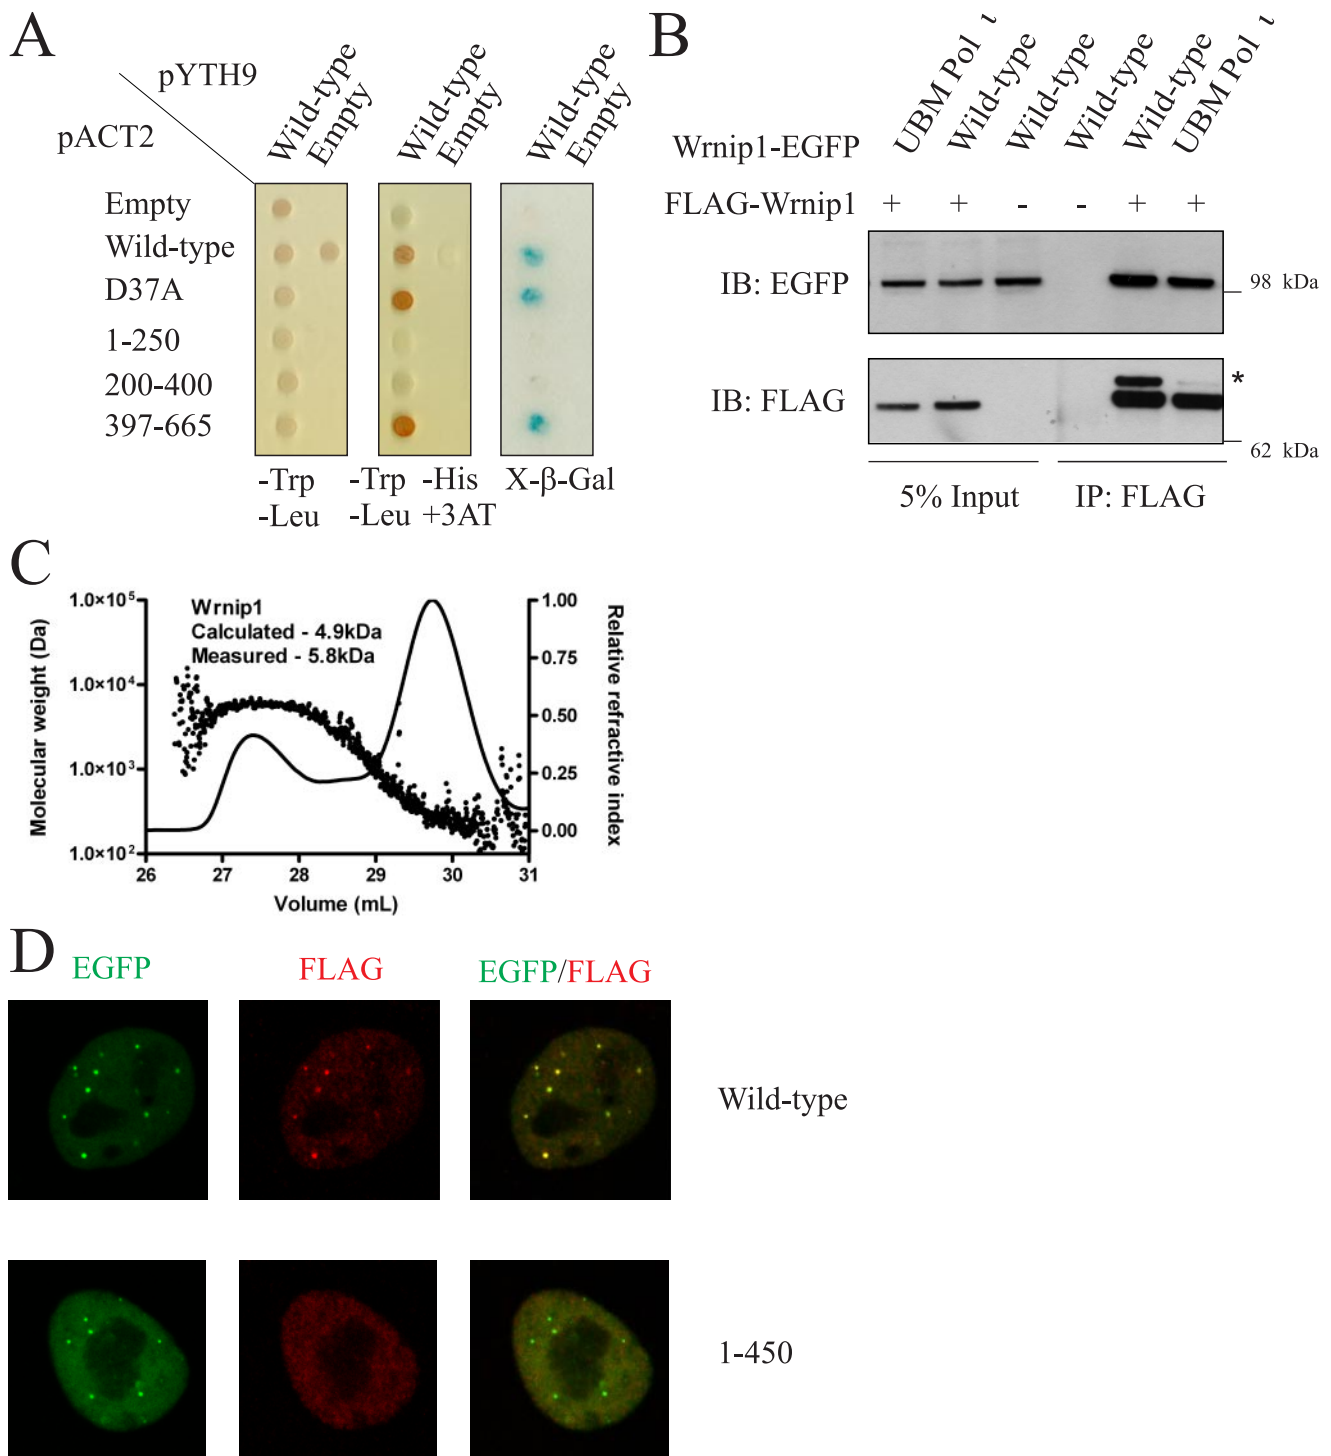 A
pYTH9
pACT2
Wild-type
Empty
Wild-type
Empty
Wild-type
Empty
Empty
Wild-type
D37A
1-250
200-400
397-665
-Trp
-Leu
-Trp -His
-Leu +3AT
X-β-Gal
B
UBM Pol ι
Wild-type
Wild-type
Wild-type
Wild-type
UBM Pol ι
Wrnip1-EGFP
FLAG-Wrnip1 + + - - + +
IB: EGFP
98 kDa
IB: FLAG
*
62 kDa
5% Input
IP: FLAG
C
Wrnip1
Calculated - 4.9kDa
Measured - 5.8kDa
Molecular weight (Da)
1.0×10⁵
1.0×10⁴
1.0×10³
1.0×10²
1.00
0.75
0.50
0.25
0.00
Relative refractive index
26 27 28 29 30 31
Volume (mL)
D
EGFP
FLAG
EGFP/FLAG
Wild-type
1-450